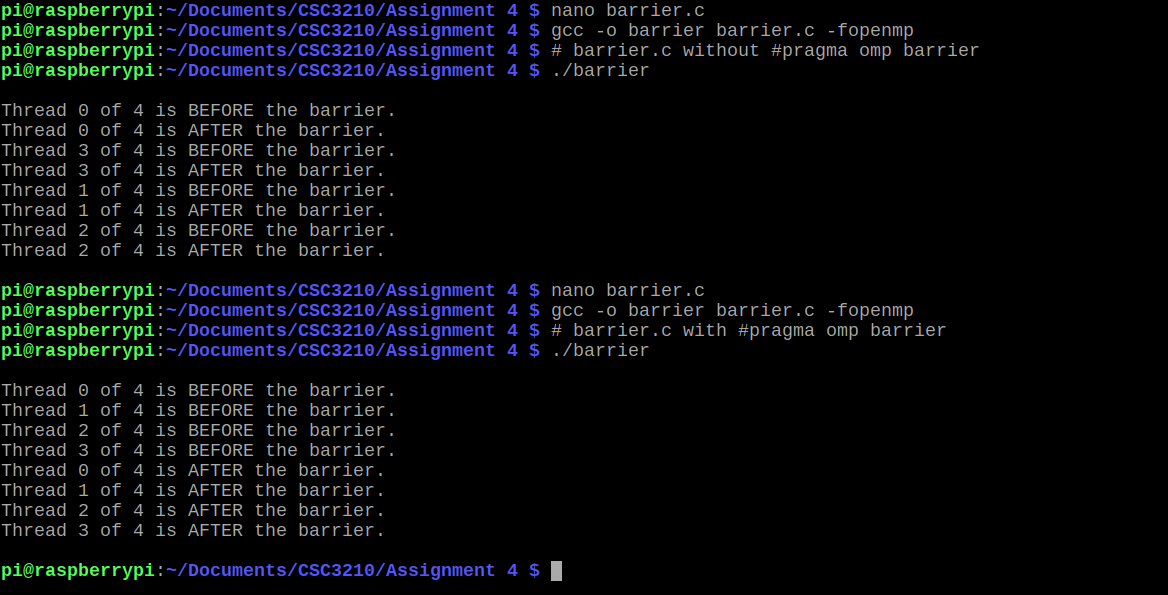 pi@raspberrypi:~/Documents/CSC3210/Assignment 4 $ nano barrier.c
pi@raspberrypi:~/Documents/CSC3210/Assignment 4 $ gcc -o barrier barrier.c -fopenmp
pi@raspberrypi:~/Documents/CSC3210/Assignment 4 $ # barrier.c without #pragma omp barrier
pi@raspberrypi:~/Documents/CSC3210/Assignment 4 $ ./barrier
Thread 0 of 4 is BEFORE the barrier.
Thread 0 of 4 is AFTER the barrier.
Thread 3 of 4 is BEFORE the barrier.
Thread 3 of 4 is AFTER the barrier.
Thread 1 of 4 is BEFORE the barrier.
Thread 1 of 4 is AFTER the barrier.
Thread 2 of 4 is BEFORE the barrier.
Thread 2 of 4 is AFTER the barrier.
pi@raspberrypi:~/Documents/CSC3210/Assignment 4 $ nano barrier.c
pi@raspberrypi:~/Documents/CSC3210/Assignment 4 $ gcc -o barrier barrier.c -fopenmp
pi@raspberrypi:~/Documents/CSC3210/Assignment 4 $ # barrier.c with #pragma omp barrier
pi@raspberrypi:~/Documents/CSC3210/Assignment 4 $ ./barrier
Thread 0 of 4 is BEFORE the barrier.
Thread 1 of 4 is BEFORE the barrier.
Thread 2 of 4 is BEFORE the barrier.
Thread 3 of 4 is BEFORE the barrier.
Thread 0 of 4 is AFTER the barrier.
Thread 1 of 4 is AFTER the barrier.
Thread 2 of 4 is AFTER the barrier.
Thread 3 of 4 is AFTER the barrier.
pi@raspberrypi:~/Documents/CSC3210/Assignment 4 $